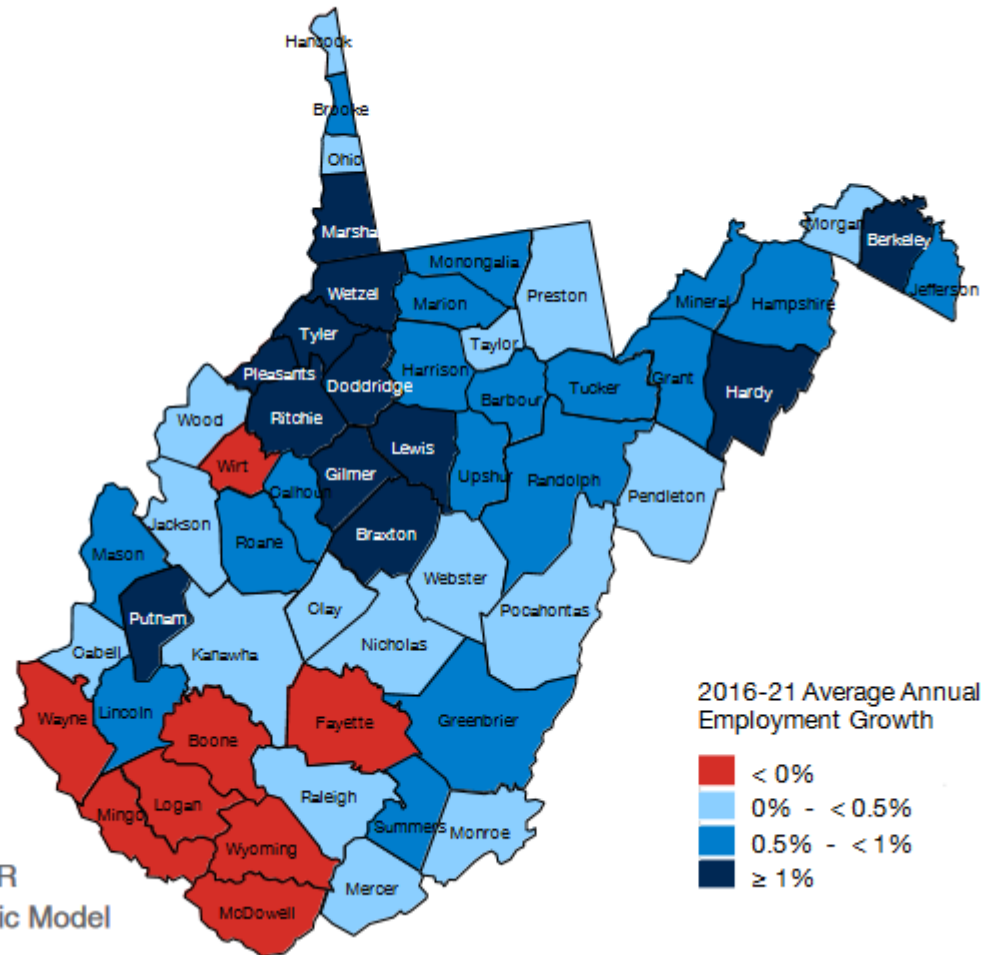 Hancock
Brooke
Ohio
Marsha
Morgan
Berkeley
Jefferson
Monongalia
Wetzel
Preston
Marion
Mineral
Hampshire
Tyler
Taylor
Pleasants
Doddridge
Harrison
Barbour
Tucker
Grant
Hardy
Wood
Ritchie
Lewis
Wirt
Gilmer
Upshur
Randolph
Calhoun
Pendleton
Jackson
Roane
Braxton
Mason
Webster
Putnam
Clay
Pocahontas
Cabell
Kanawha
Nicholas
Wayne
Lincoln
Boone
Fayette
Greenbrier
Mingo
Logan
Raleigh
Summers
Monroe
Wyoming
Mercer
McDowell
2016-21 Average Annual
Employment Growth
< 0%
0% - < 0.5%
0.5% - < 1%
≥ 1%
R
ic Model